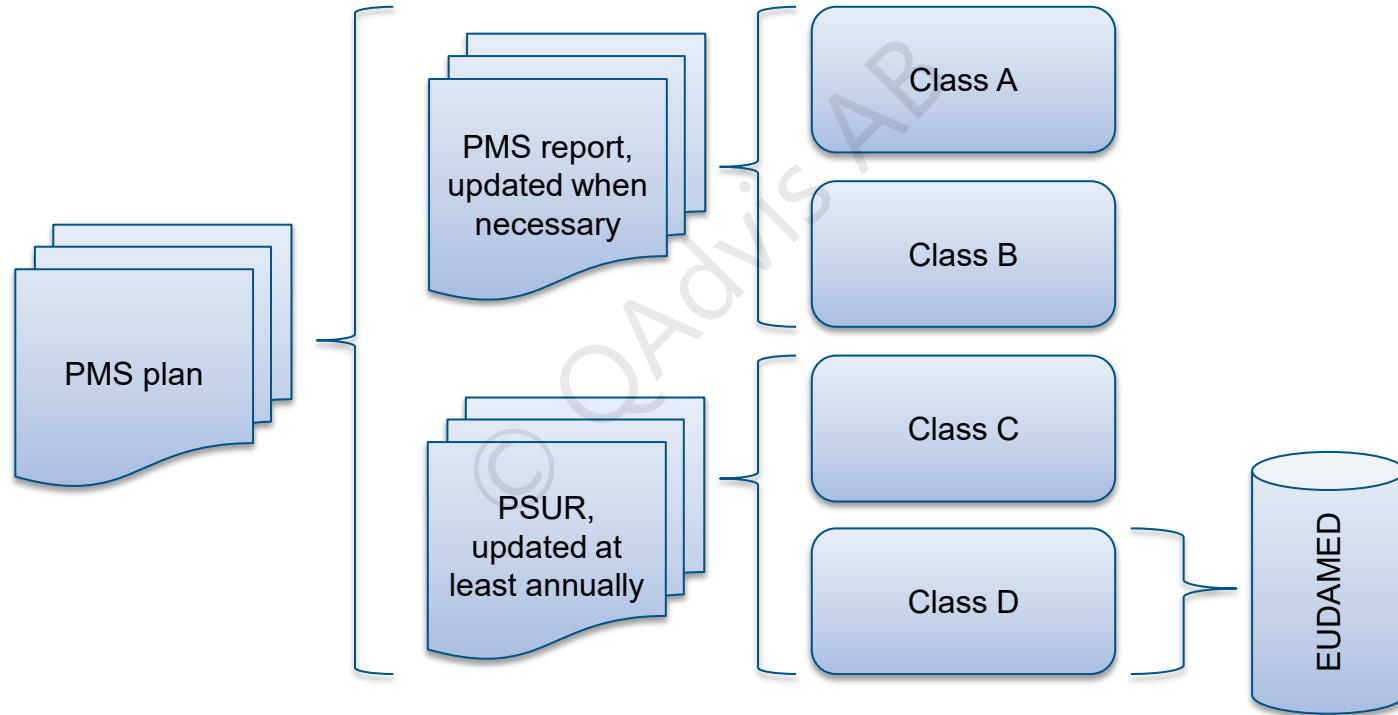 PMS plan
PMS report,
updated when
necessary
PSUR,
updated at
least annually
Class A
Class B
Class C
Class D
EUDAMED
© QAdvis AB